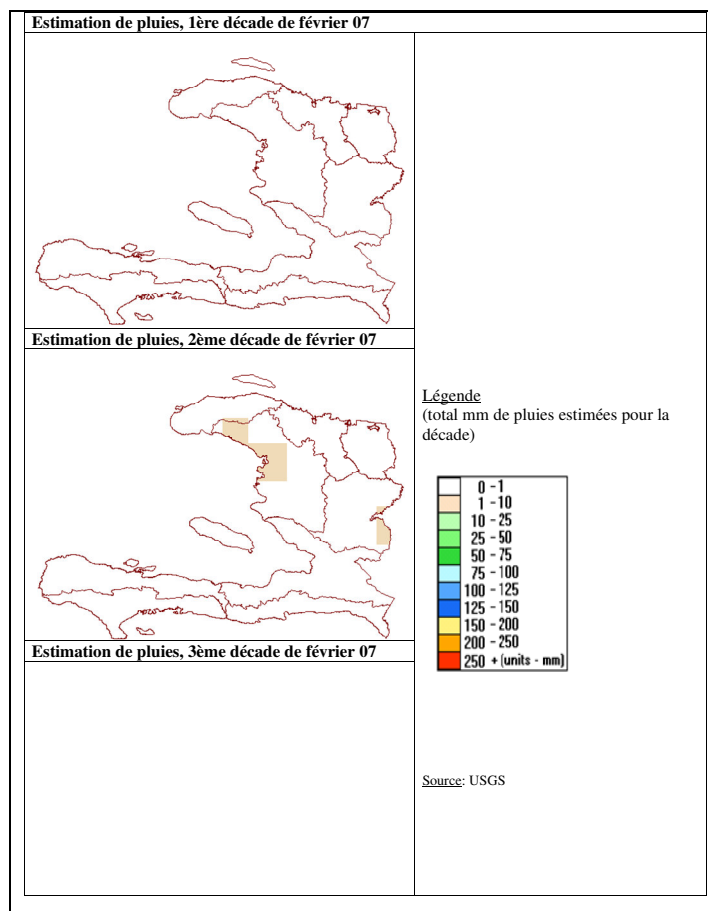 Estimation de pluies, 1ère décade de février 07
Estimation de pluies, 2ème décade de février 07
Légende
(total mm de pluies estimées pour la
décade)
0 - 1
1 - 10
10 - 25
25 - 50
50 - 75
75 - 100
100 - 125
125 - 150
150 - 200
200 - 250
250 + (units - mm)
Estimation de pluies, 3ème décade de février 07
Source: USGS